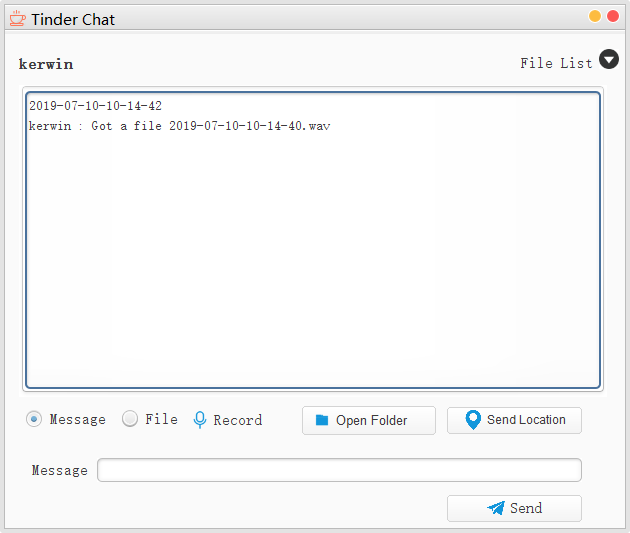 Tinder Chat
kerwin
File List
2019-07-10-10-14-42
kerwin : Got a file 2019-07-10-10-14-40.wav
Message File Record Open Folder Send Location
Message
Send